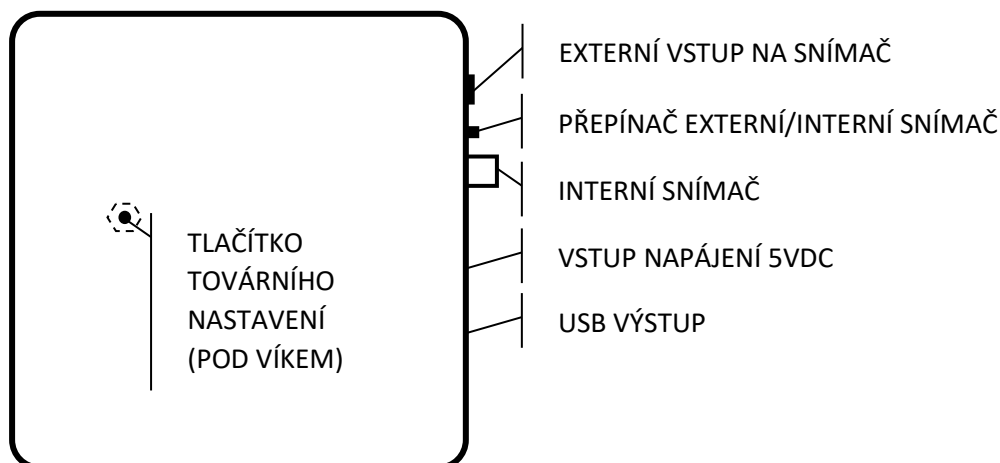 EXTERNÍ VSTUP NA SNÍMAČ
PŘEPÍNAČ EXTERNÍ/INTERNÍ SNÍMAČ
INTERNÍ SNÍMAČ
TLAČÍTKO
TOVÁRNÍHO
NASTAVENÍ
(POD VÍKEM)
VSTUP NAPÁJENÍ 5VDC
USB VÝSTUP